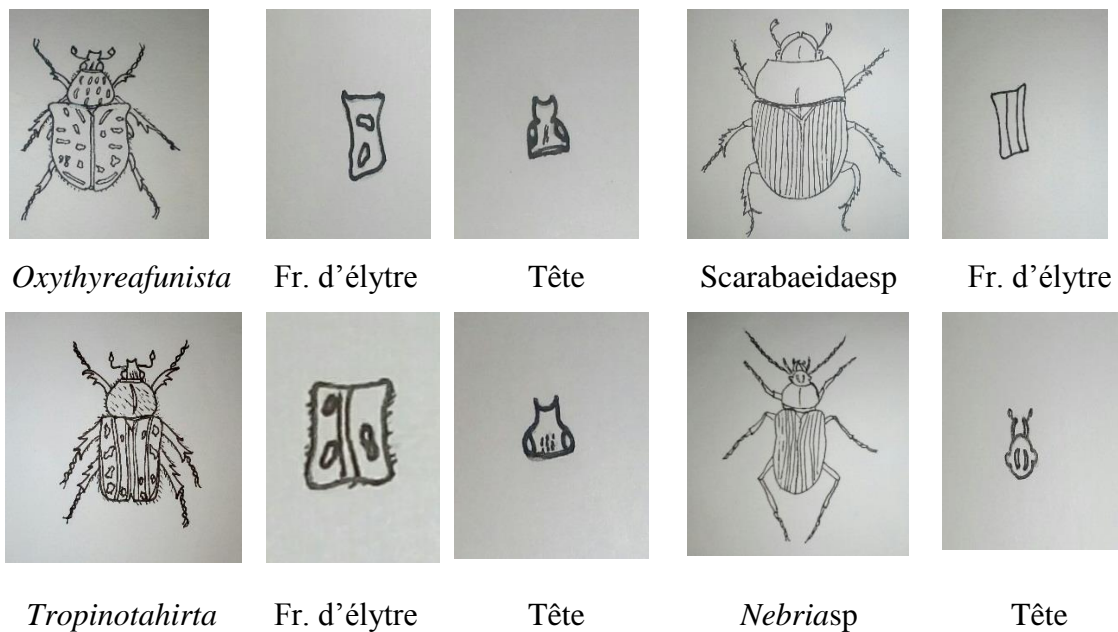 Oxythyreafunista Fr. d'élytre Tête Scarabaeidaesp Fr. d'élytre
Tropinotahirta Fr. d'élytre Tête Nebriasp Tête